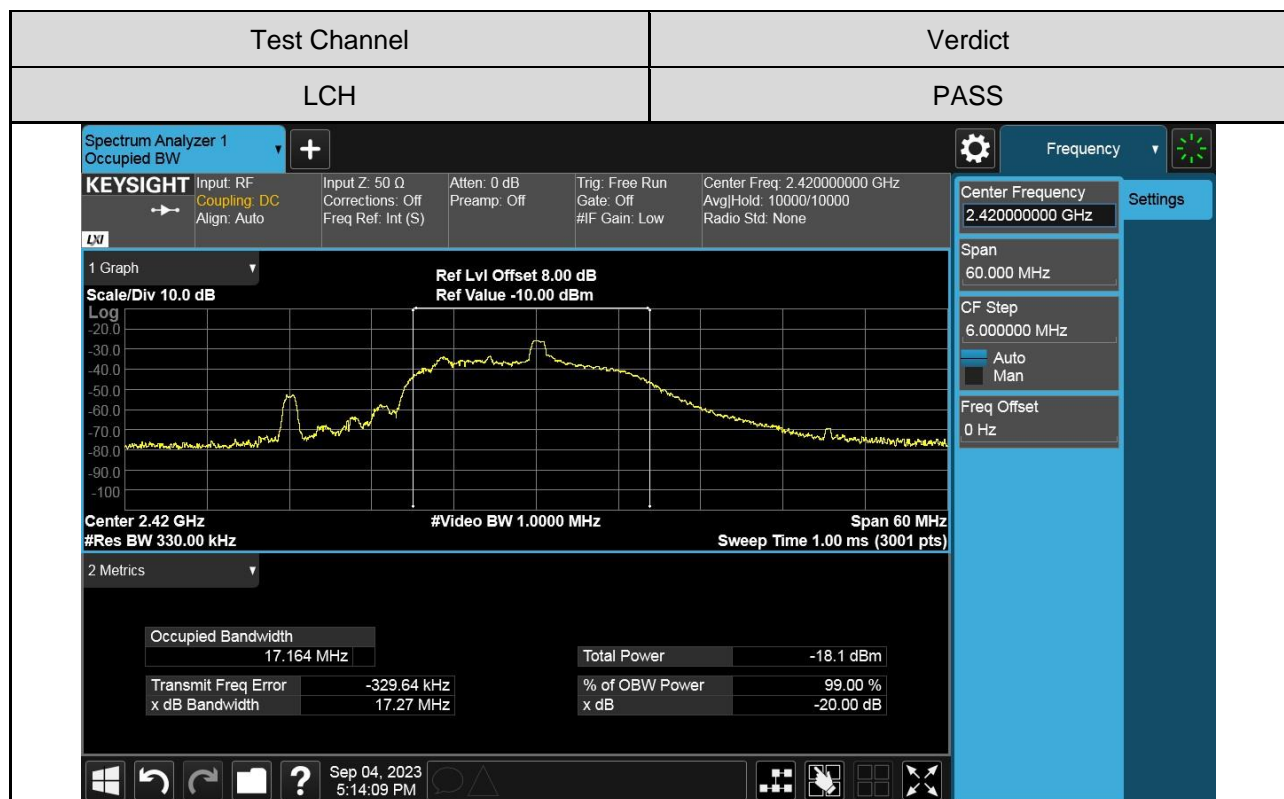 Test Channel Verdict
LCH PASS
Spectrum Analyzer 1
Occupied BW
+
Frequency
KEYSIGHT
LXI
Input: RF
Coupling: DC
Align: Auto
Input Z: 50 Ω
Corrections: Off
Freq Ref: Int (S)
Atten: 0 dB
Preamp: Off
Trig: Free Run
Gate: Off
#IF Gain: Low
Center Freq: 2.420000000 GHz
Avg|Hold: 10000/10000
Radio Std: None
Center Frequency
2.420000000 GHz
Settings
Span
60.000 MHz
CF Step
6.000000 MHz
Auto
Man
Freq Offset
0 Hz
1 Graph
Scale/Div 10.0 dB
Ref Lvl Offset 8.00 dB
Ref Value -10.00 dBm
Log
-20.0
-30.0
-40.0
-50.0
-60.0
-70.0
-80.0
-90.0
-100
Center 2.42 GHz
#Res BW 330.00 kHz
#Video BW 1.0000 MHz
Span 60 MHz
Sweep Time 1.00 ms (3001 pts)
2 Metrics
Occupied Bandwidth
17.164 MHz
Transmit Freq Error -329.64 kHz
x dB Bandwidth 17.27 MHz
Total Power -18.1 dBm
% of OBW Power 99.00 %
x dB -20.00 dB
?
Sep 04, 2023
5:14:09 PM